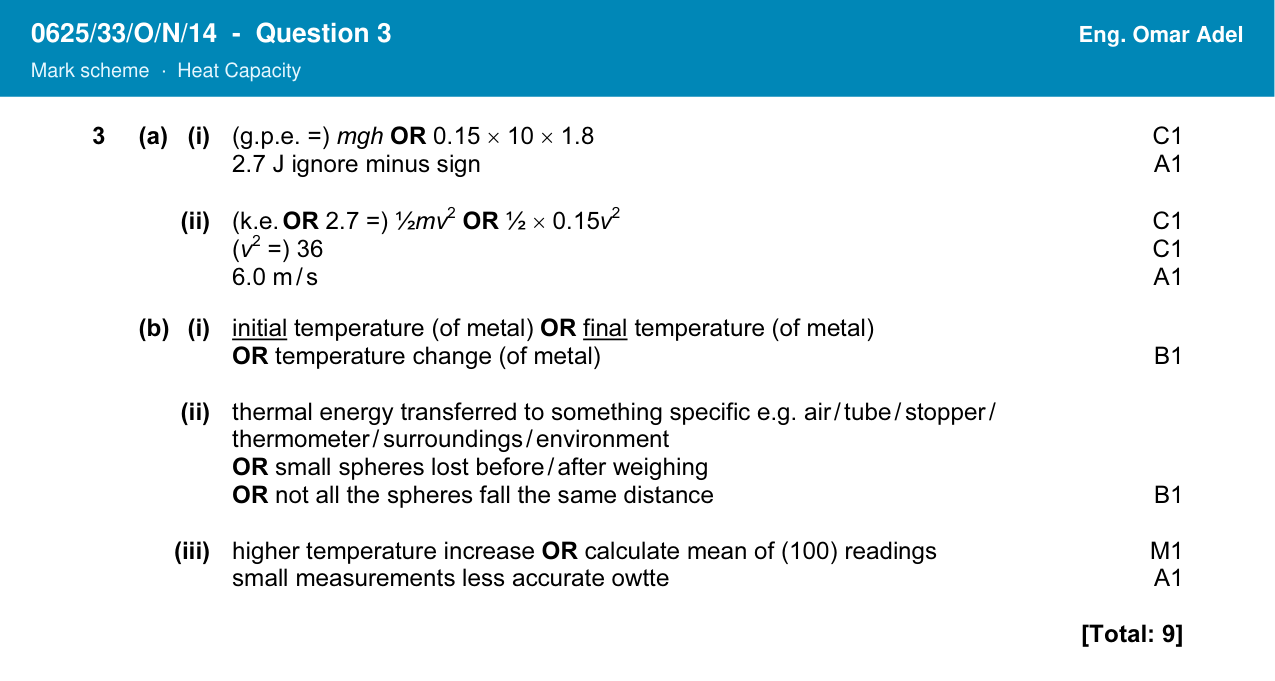 0625/33/O/N/14 - Question 3
Eng. Omar Adel
Mark scheme · Heat Capacity
3 (a) (i) (g.p.e. =) mgh OR 0.15 × 10 × 1.8 C1
2.7 J ignore minus sign A1
(ii) (k.e. OR 2.7 =) ½mv² OR ½ × 0.15v² C1
(v² =) 36 C1
6.0 m/s A1
(b) (i) initial temperature (of metal) OR final temperature (of metal)
OR temperature change (of metal) B1
(ii) thermal energy transferred to something specific e.g. air/tube/stopper/
thermometer/surroundings/environment
OR small spheres lost before/after weighing
OR not all the spheres fall the same distance B1
(iii) higher temperature increase OR calculate mean of (100) readings M1
small measurements less accurate owtte A1
[Total: 9]